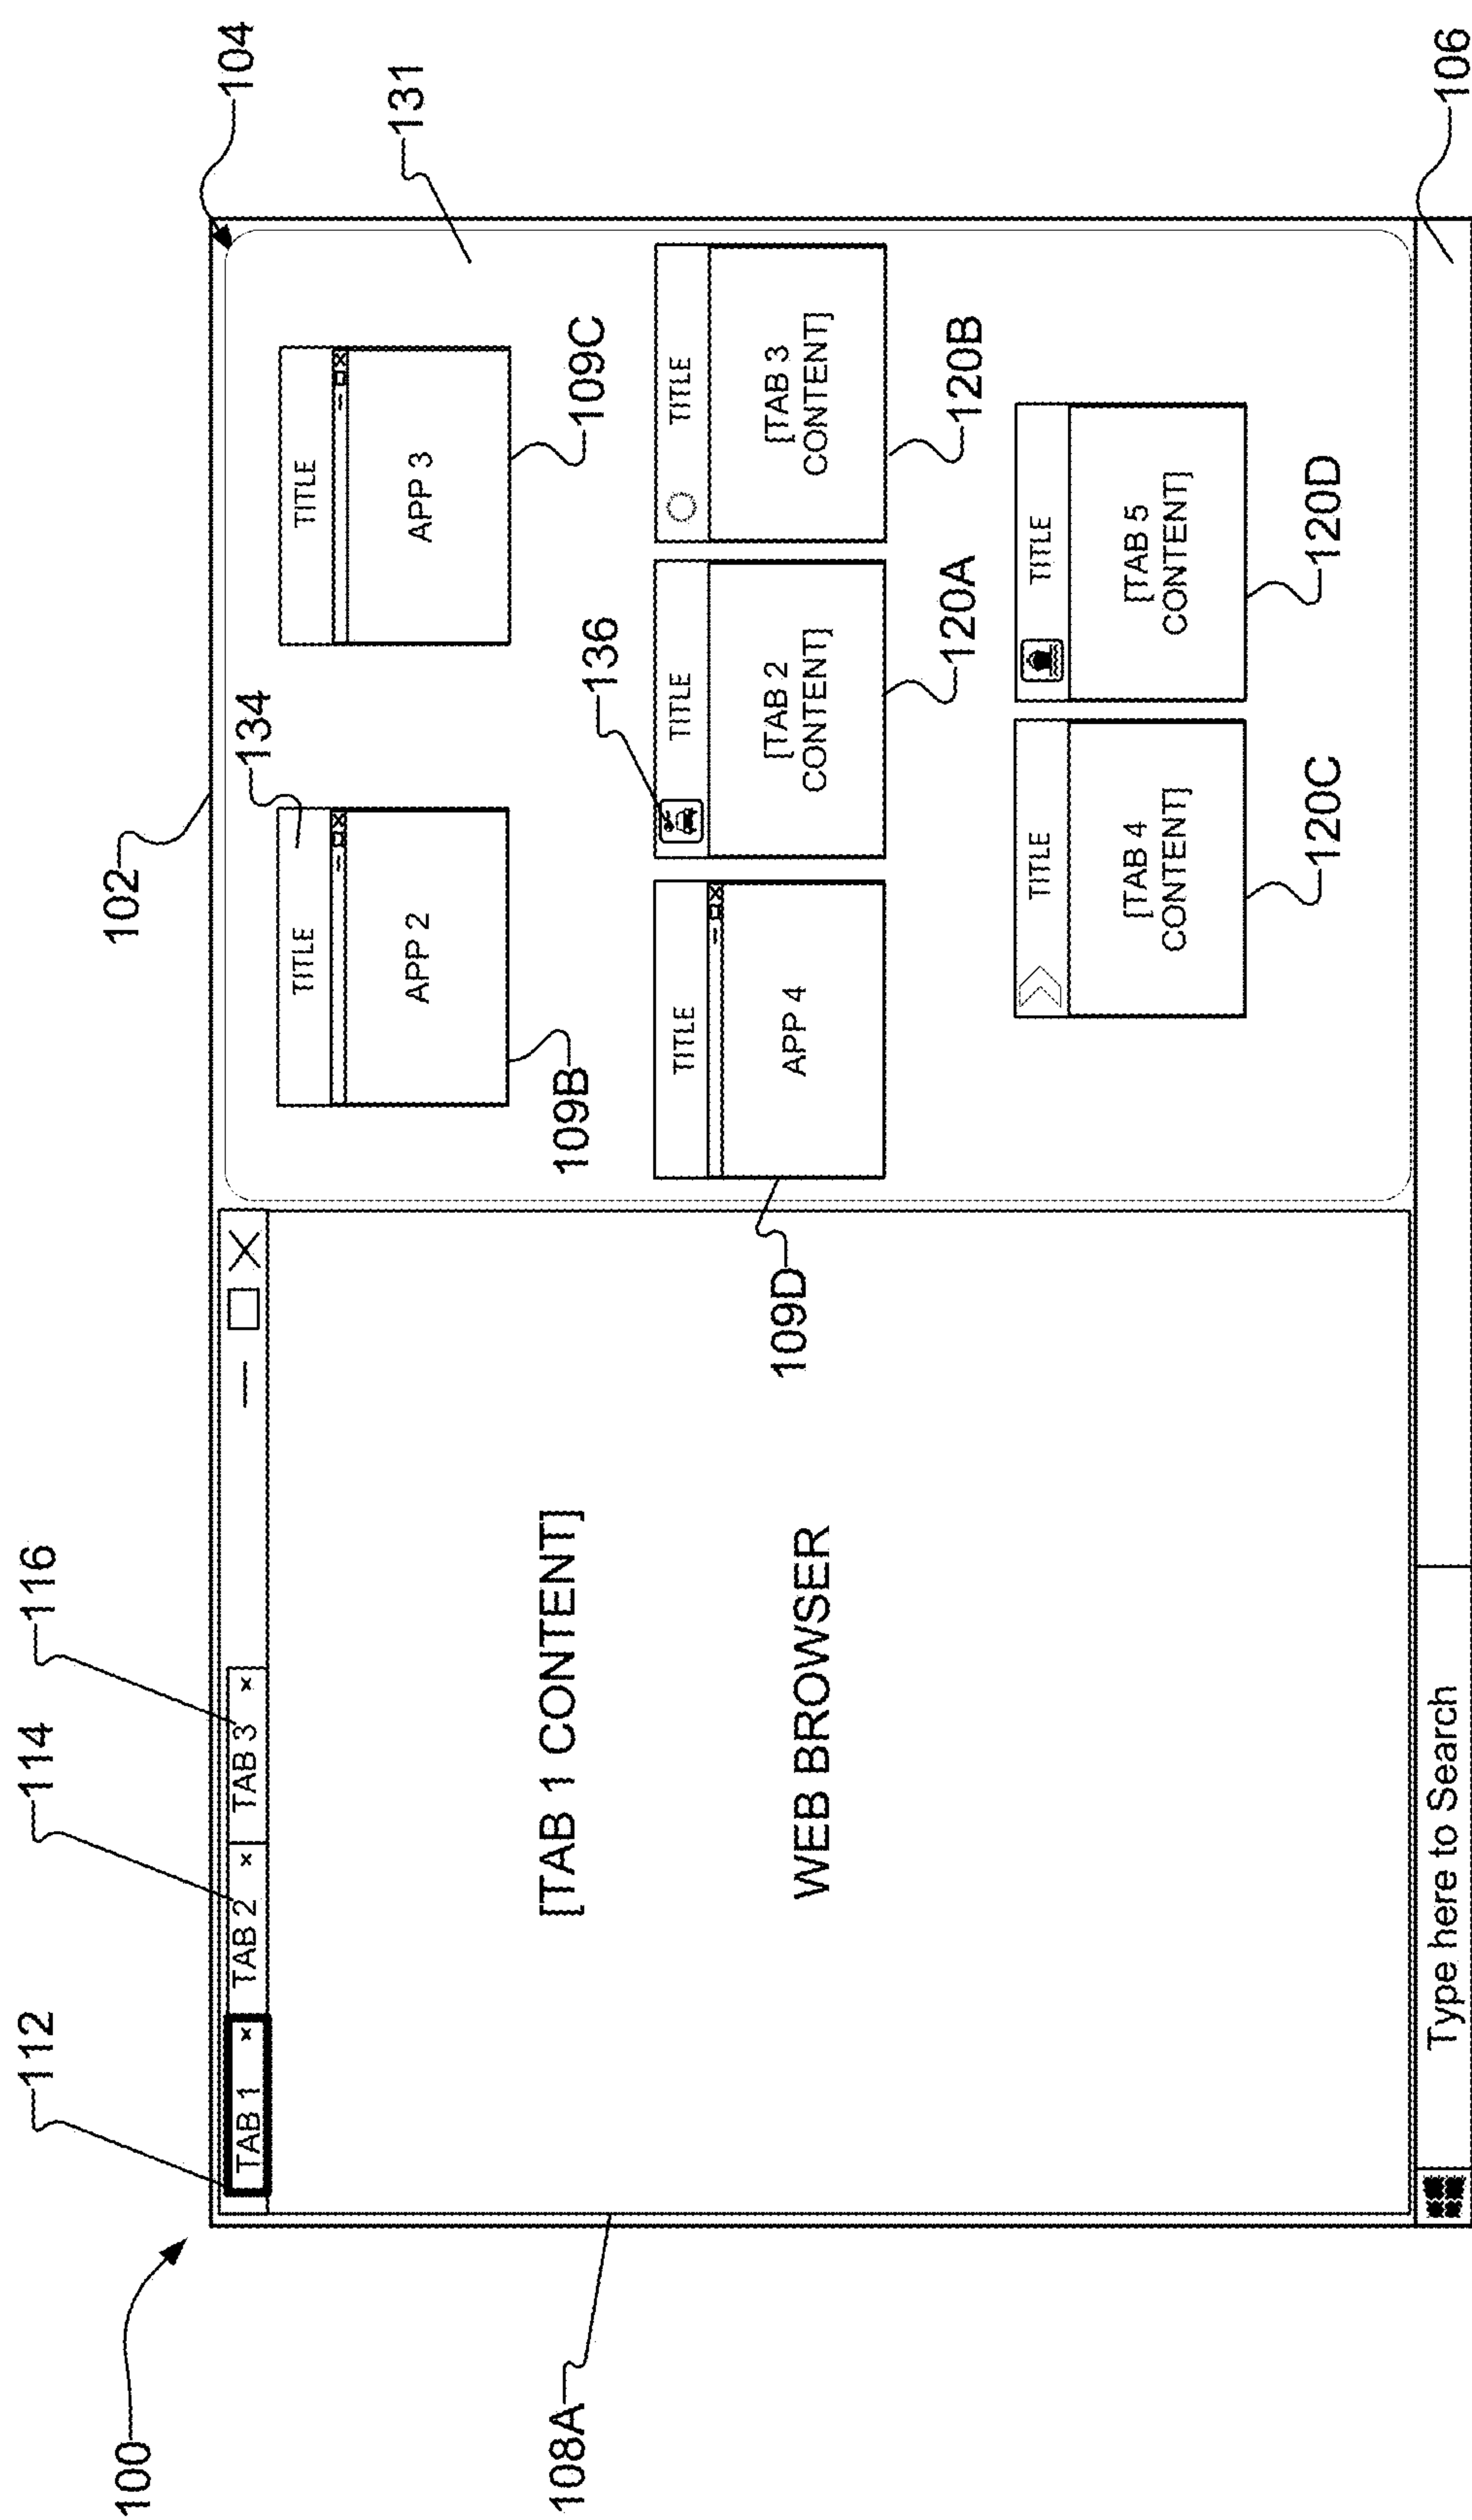 100
102
104
112
114
116
TAB 1 x
TAB 2 x
TAB 3 x
108A
[TAB 1 CONTENT]
WEB BROWSER
134
131
TITLE
APP 2
109B
TITLE
APP 3
109C
136
TITLE
APP 4
109D
TITLE
[TAB 2
CONTENT]
120A
TITLE
[TAB 3
CONTENT]
120B
TITLE
[TAB 4
CONTENT]
120C
TITLE
[TAB 5
CONTENT]
120D
Type here to Search
106